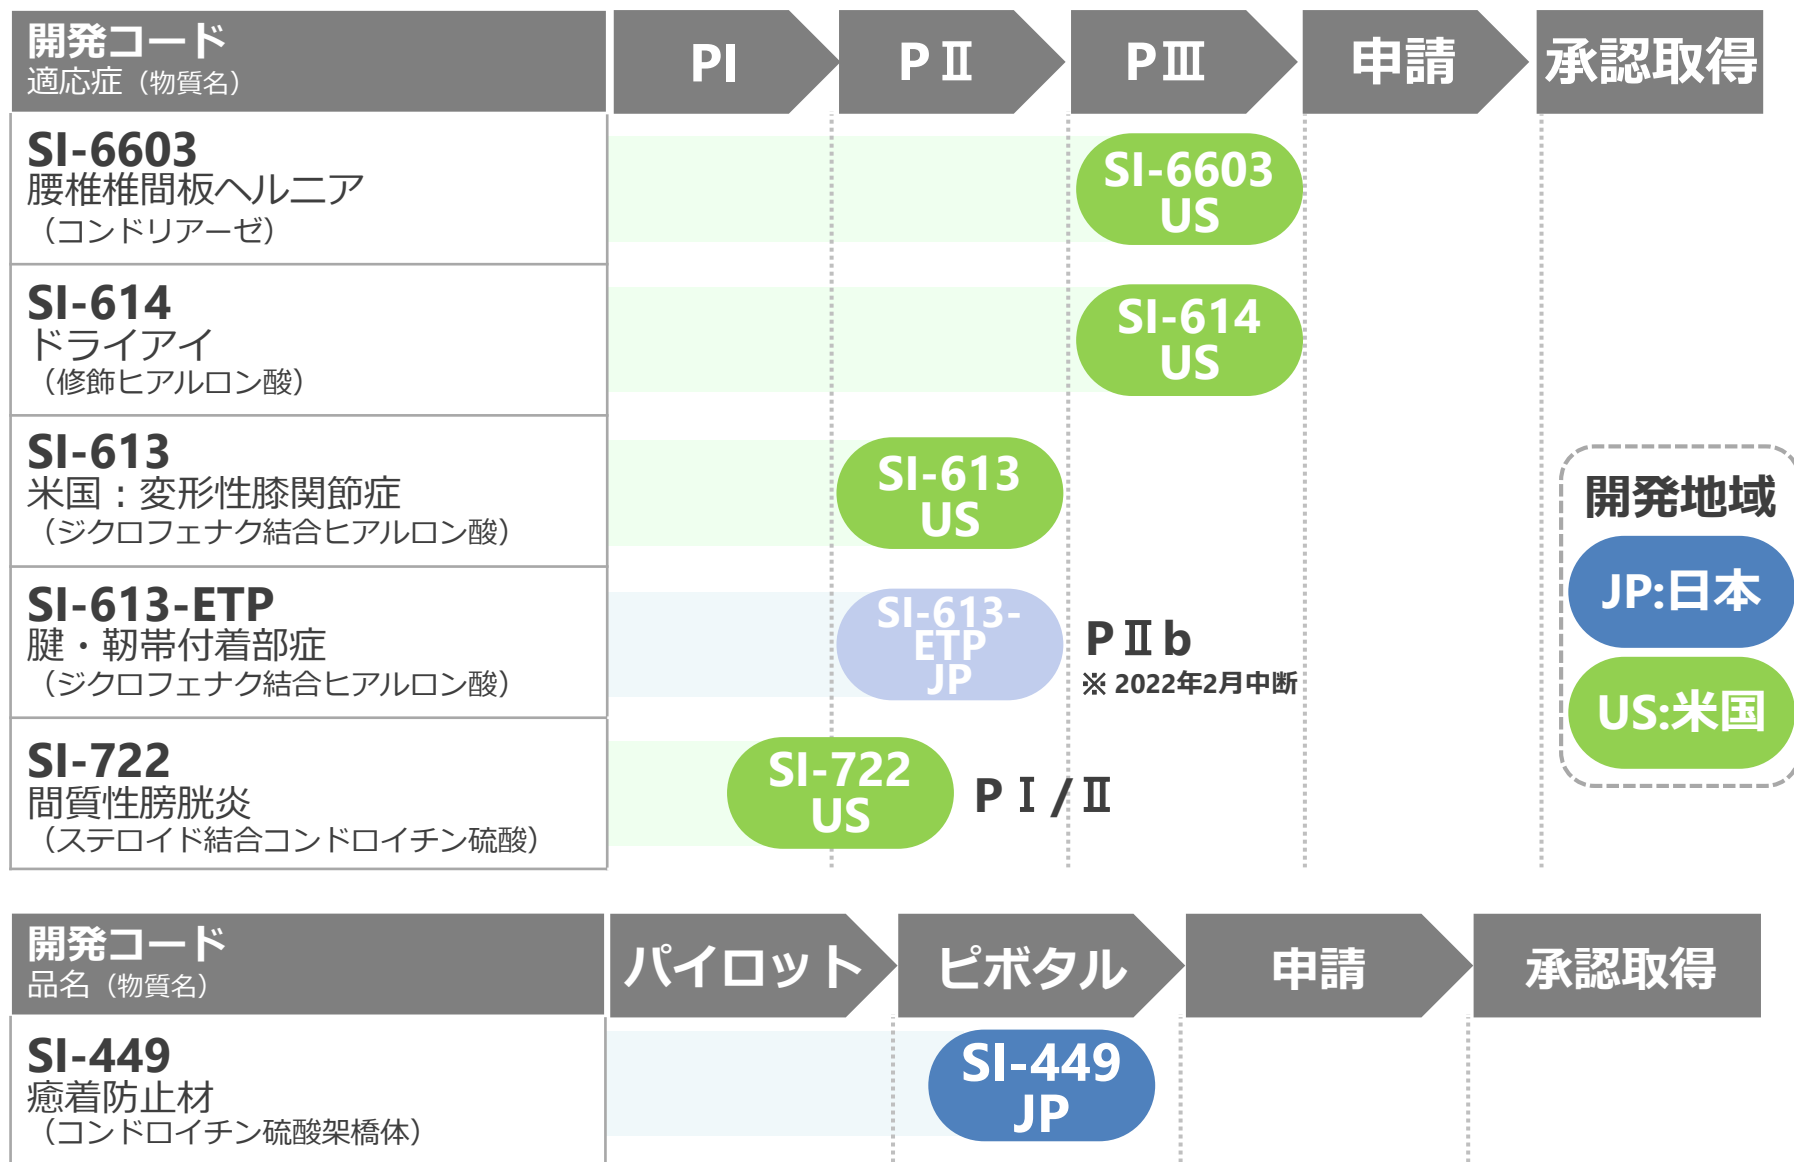 開発コード
適応症（物質名）
PⅠ
PⅡ
PⅢ
申請
承認取得
SI-6603
腰椎椎間板ヘルニア
（コンドリアーゼ）
SI-6603
US
SI-614
ドライアイ
（修飾ヒアルロン酸）
SI-614
US
SI-613
米国：変形性膝関節症
（ジクロフェナク結合ヒアルロン酸）
SI-613
US
SI-613-ETP
腱・靭帯付着部症
（ジクロフェナク結合ヒアルロン酸）
SI-613-
ETP
JP
PⅡb
※ 2022年2月中断
SI-722
間質性膀胱炎
（ステロイド結合コンドロイチン硫酸）
SI-722
US
PⅠ/Ⅱ
開発地域
JP:日本
US:米国
開発コード
品名（物質名）
パイロット
ピボタル
申請
承認取得
SI-449
癒着防止材
（コンドロイチン硫酸架橋体）
SI-449
JP